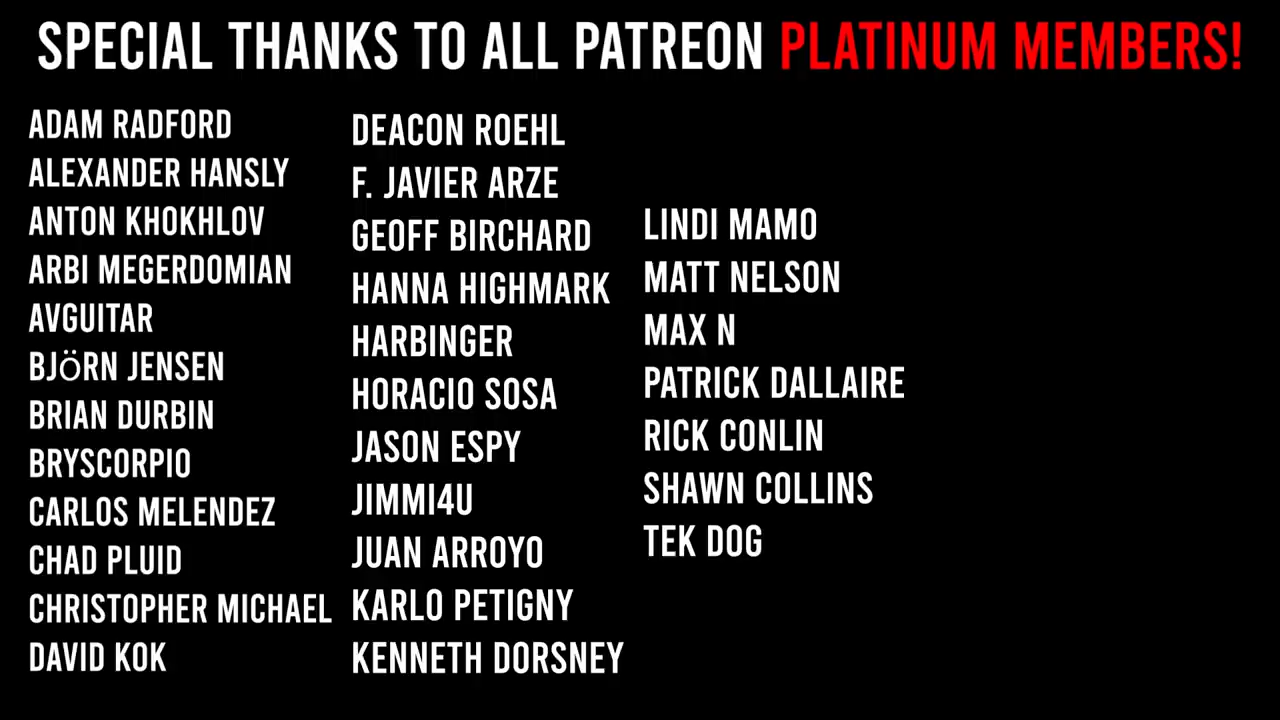 SPECIAL THANKS TO ALL PATREON PLATINUM MEMBERS!
ADAM RADFORD
ALEXANDER HANSLY
ANTON KHOKHLOV
ARBI MEGERDOMIAN
AVGUITAR
BJÖRN JENSEN
BRIAN DURBIN
BRYSCORPIO
CARLOS MELENDEZ
CHAD PLUID
CHRISTOPHER MICHAEL
DAVID KOK
DEACON ROEHL
F. JAVIER ARZE
GEOFF BIRCHARD
HANNA HIGHMARK
HARBINGER
HORACIO SOSA
JASON ESPY
JIMMI4U
JUAN ARROYO
KARLO PETIGNY
KENNETH DORSNEY
LINDI MAMO
MATT NELSON
MAX N
PATRICK DALLAIRE
RICK CONLIN
SHAWN COLLINS
TEK DOG